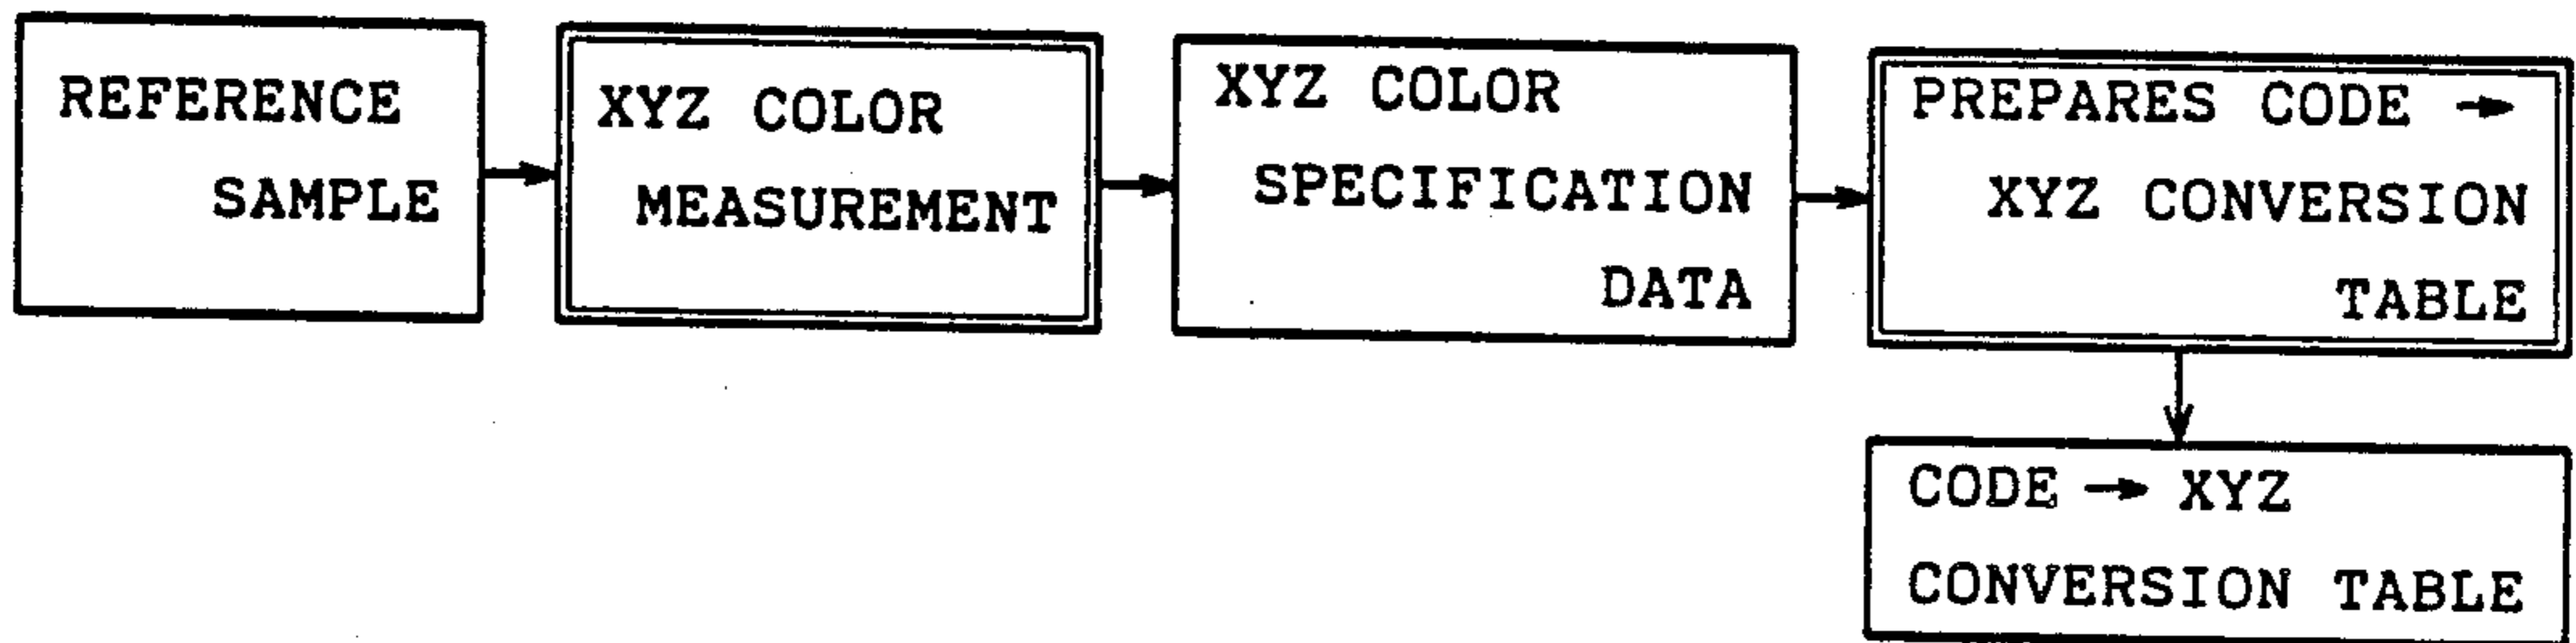 REFERENCE
SAMPLE
XYZ COLOR
MEASUREMENT
XYZ COLOR
SPECIFICATION
DATA
PREPARES CODE →
XYZ CONVERSION
TABLE
CODE → XYZ
CONVERSION TABLE